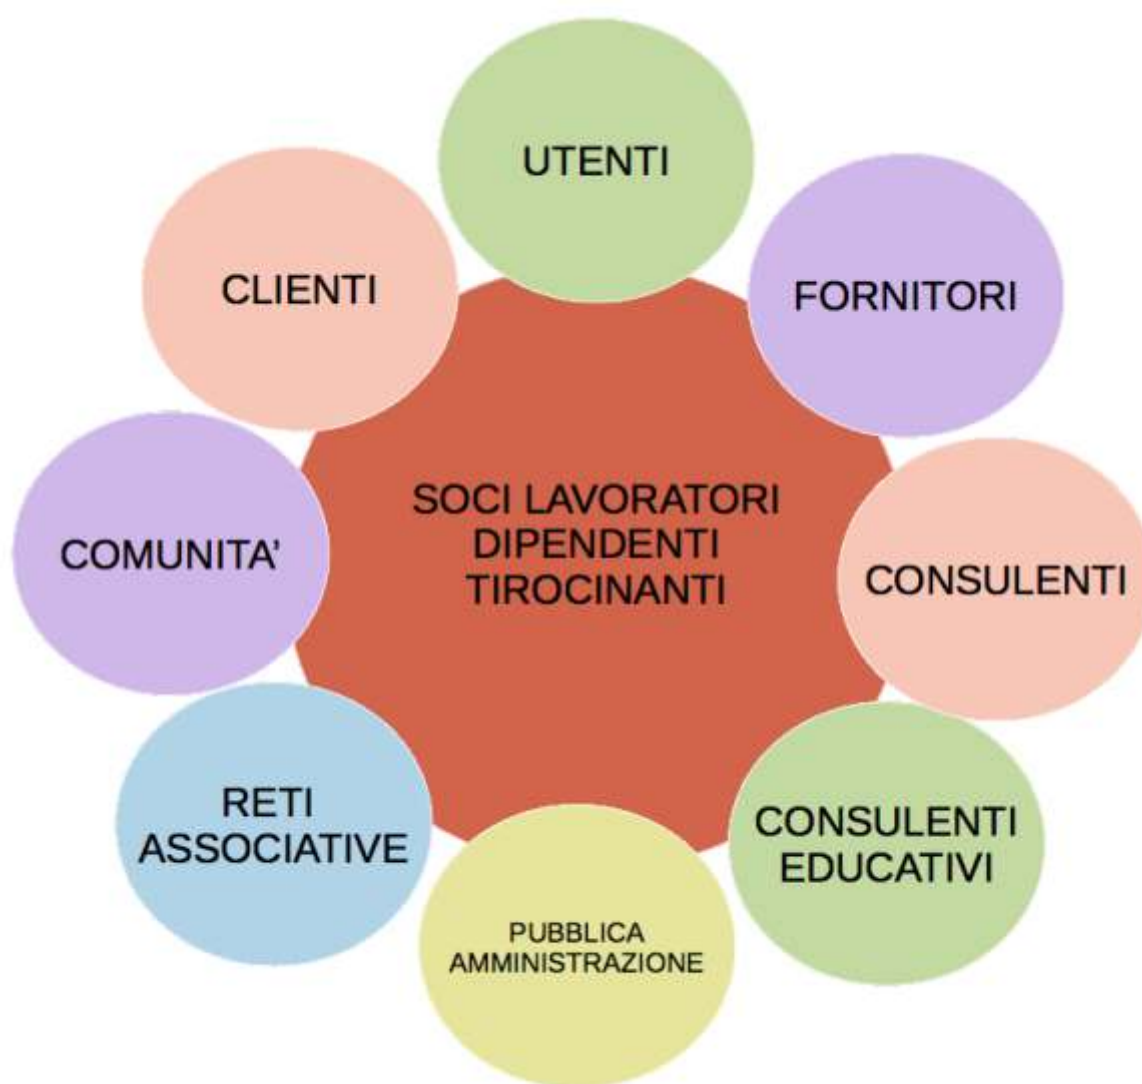 UTENTI
CLIENTI
FORNITORI
SOCI LAVORATORI
DIPENDENTI
TIROCINANTI
COMUNITA'
CONSULENTI
RETI
ASSOCIATIVE
CONSULENTI
EDUCATIVI
PUBBLICA
AMMINISTRAZIONE